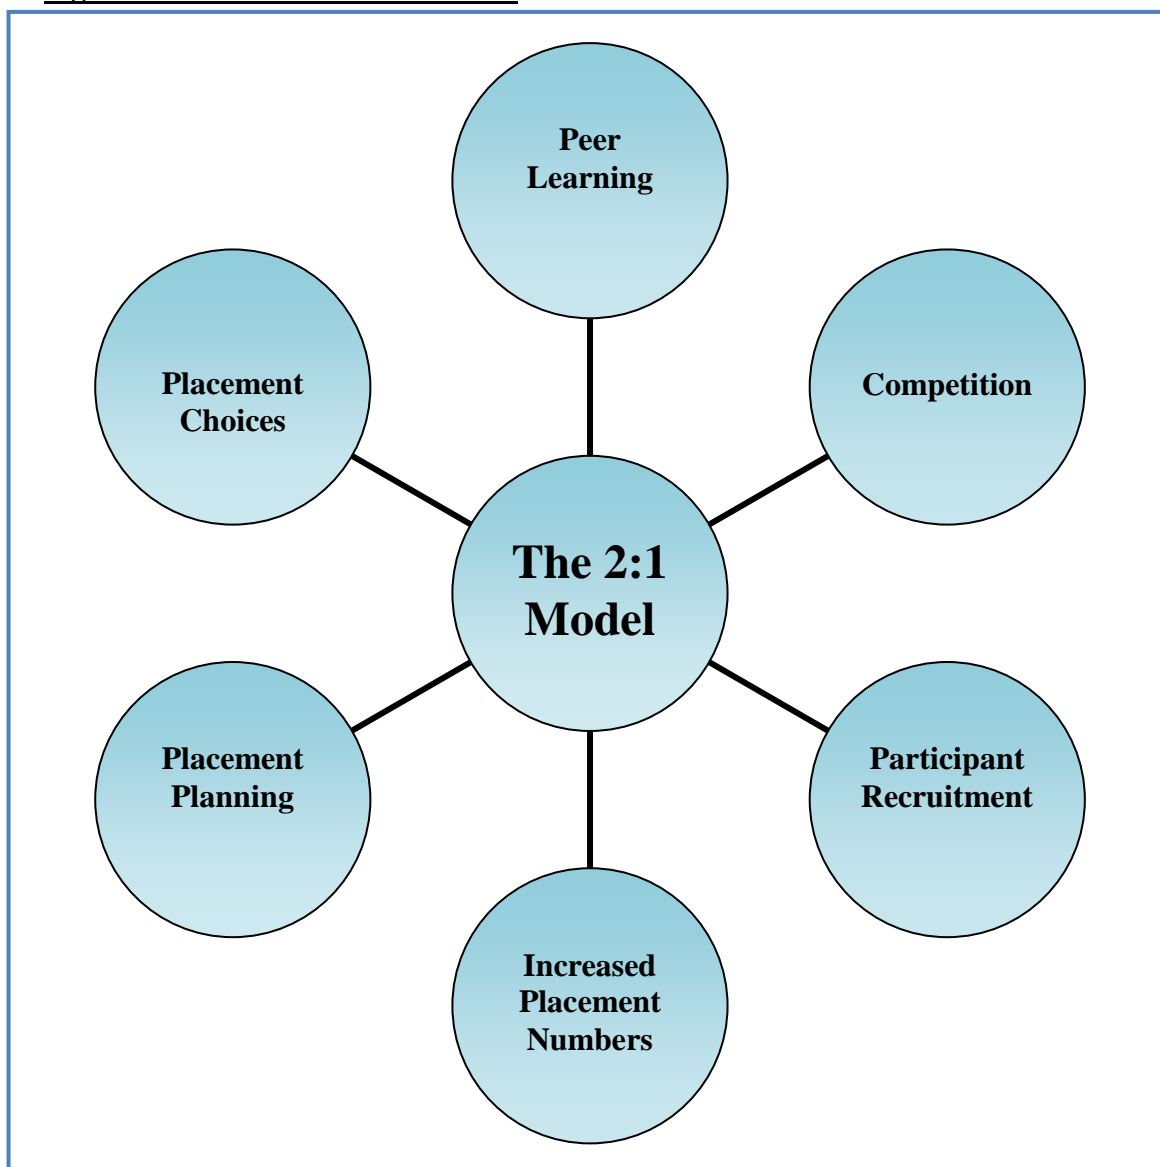 Peer
Learning
Competition
Participant
Recruitment
Increased
Placement
Numbers
Placement
Planning
Placement
Choices
The 2:1
Model